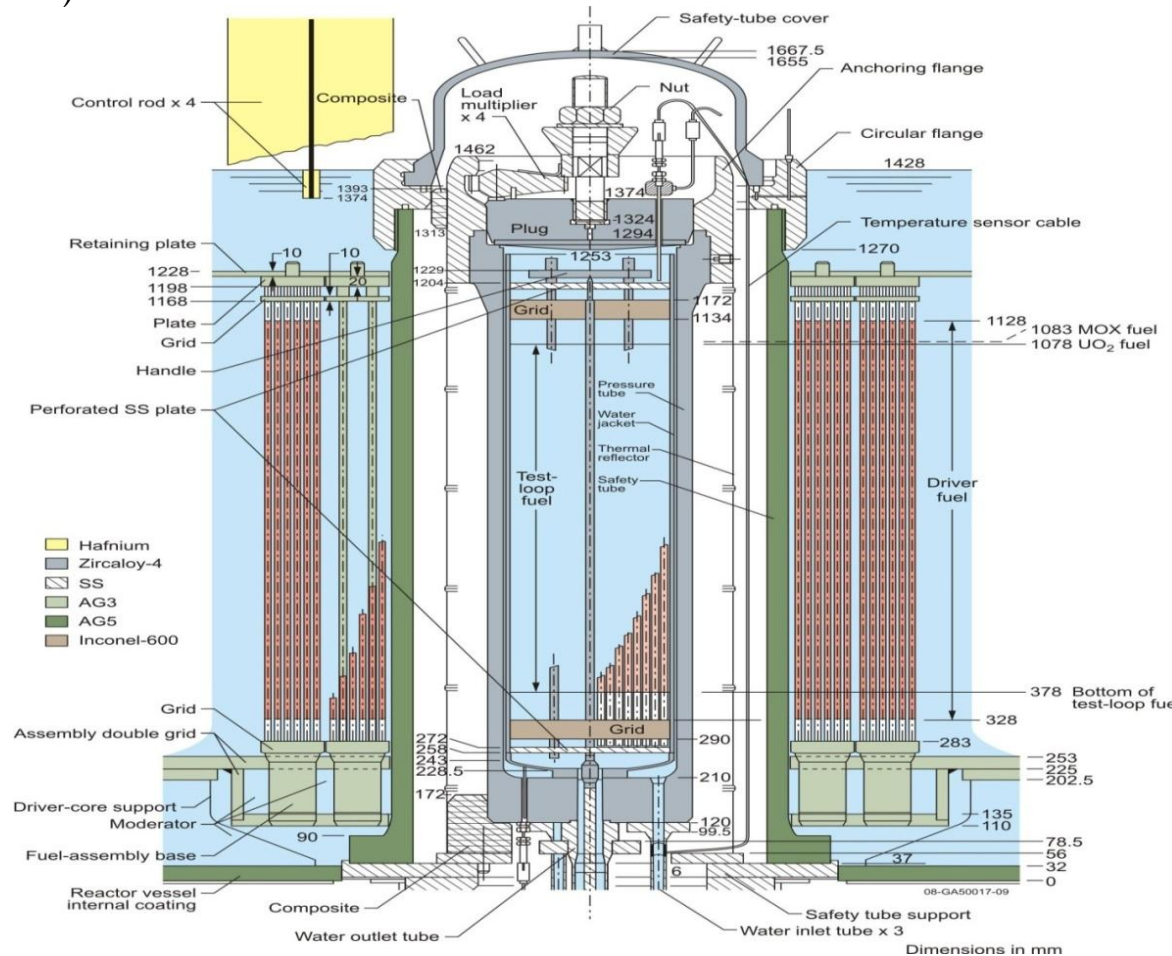 )
Safety-tube cover
1667.5
1655
Anchoring flange
Control rod x 4
Composite
Load
multiplier
x 4
Nut
Circular flange
1462
1428
1393
1374
1374
Temperature sensor cable
1313
Plug
1324
1294
Retaining plate
10
10
1270
1253
1228
1229
20
1198
1204
1168
1172
Grid
1134
Plate
1128
Grid
1083 MOX fuel
1078 UO₂ fuel
Handle
Perforated SS plate
Pressure
tube
Water
jacket
Thermal
reflector
Safety
tube
Test-
loop
fuel
Driver
fuel
Hafnium
Zircaloy-4
SS
AG3
AG5
Inconel-600
378 Bottom of
test-loop fue
Grid
328
Grid
Assembly double grid
272
290
283
258
243
253
228.5
225
210
202.5
Driver-core support
172
Moderator
135
120
110
99.5
90
Fuel-assembly base
78.5
56
37
32
6
0
Reactor vessel
internal coating
08-GA50017-09
Composite
Safety tube support
Water outlet tube
Water inlet tube x 3
Dimensions in mm